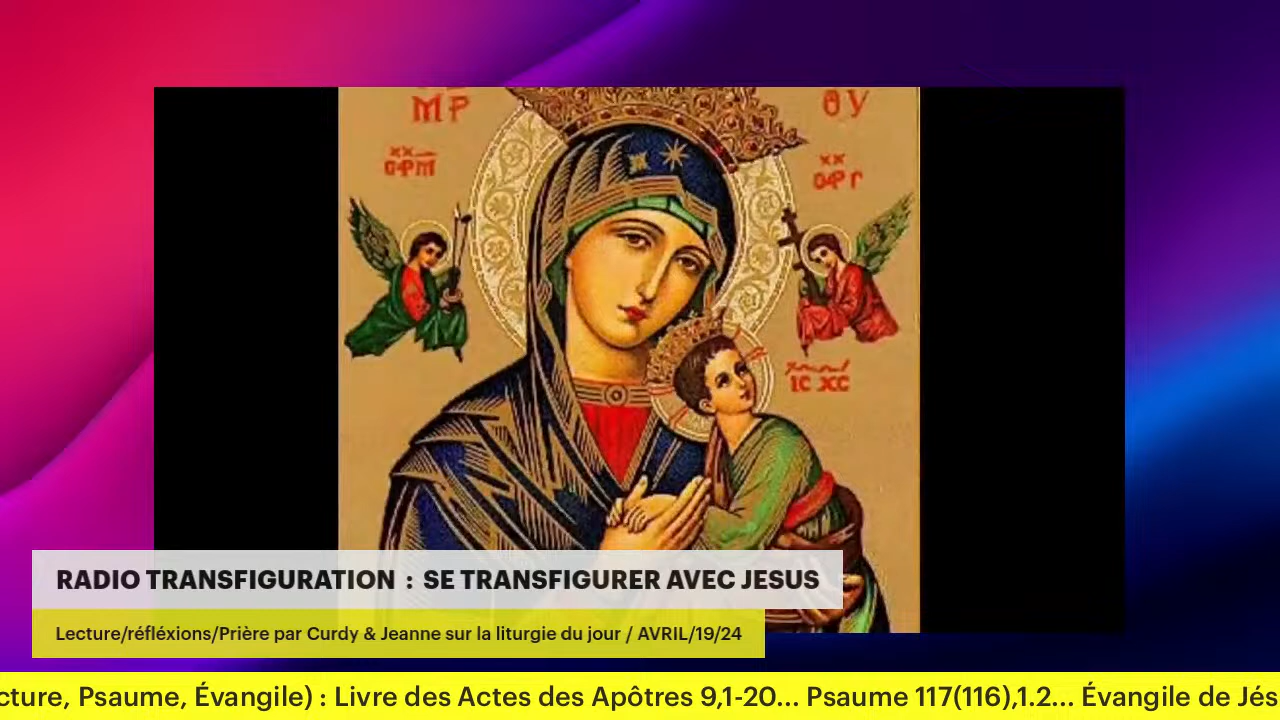 ΜΡ
ΘΥ
ΟΦΜ
ΟΦΓ
IC XC
RADIO TRANSFIGURATION : SE TRANSFIGURER AVEC JESUS
Lecture/réfléxions/Prière par Curdy & Jeanne sur la liturgie du jour / AVRIL/19/24
cture, Psaume, Évangile) : Livre des Actes des Apôtres 9,1-20... Psaume 117(116),1.2... Évangile de Jés